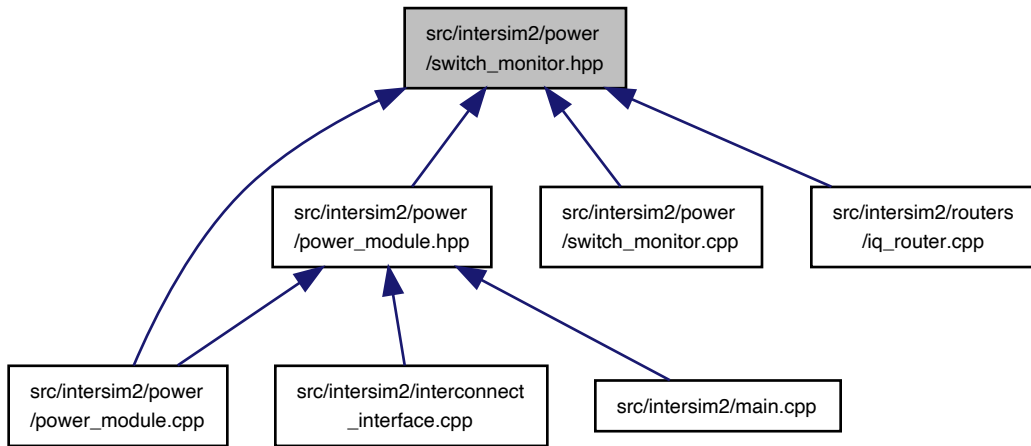 src/intersim2/power
/switch_monitor.hpp
src/intersim2/power
/power_module.hpp
src/intersim2/power
/switch_monitor.cpp
src/intersim2/routers
/iq_router.cpp
src/intersim2/power
/power_module.cpp
src/intersim2/interconnect
_interface.cpp
src/intersim2/main.cpp